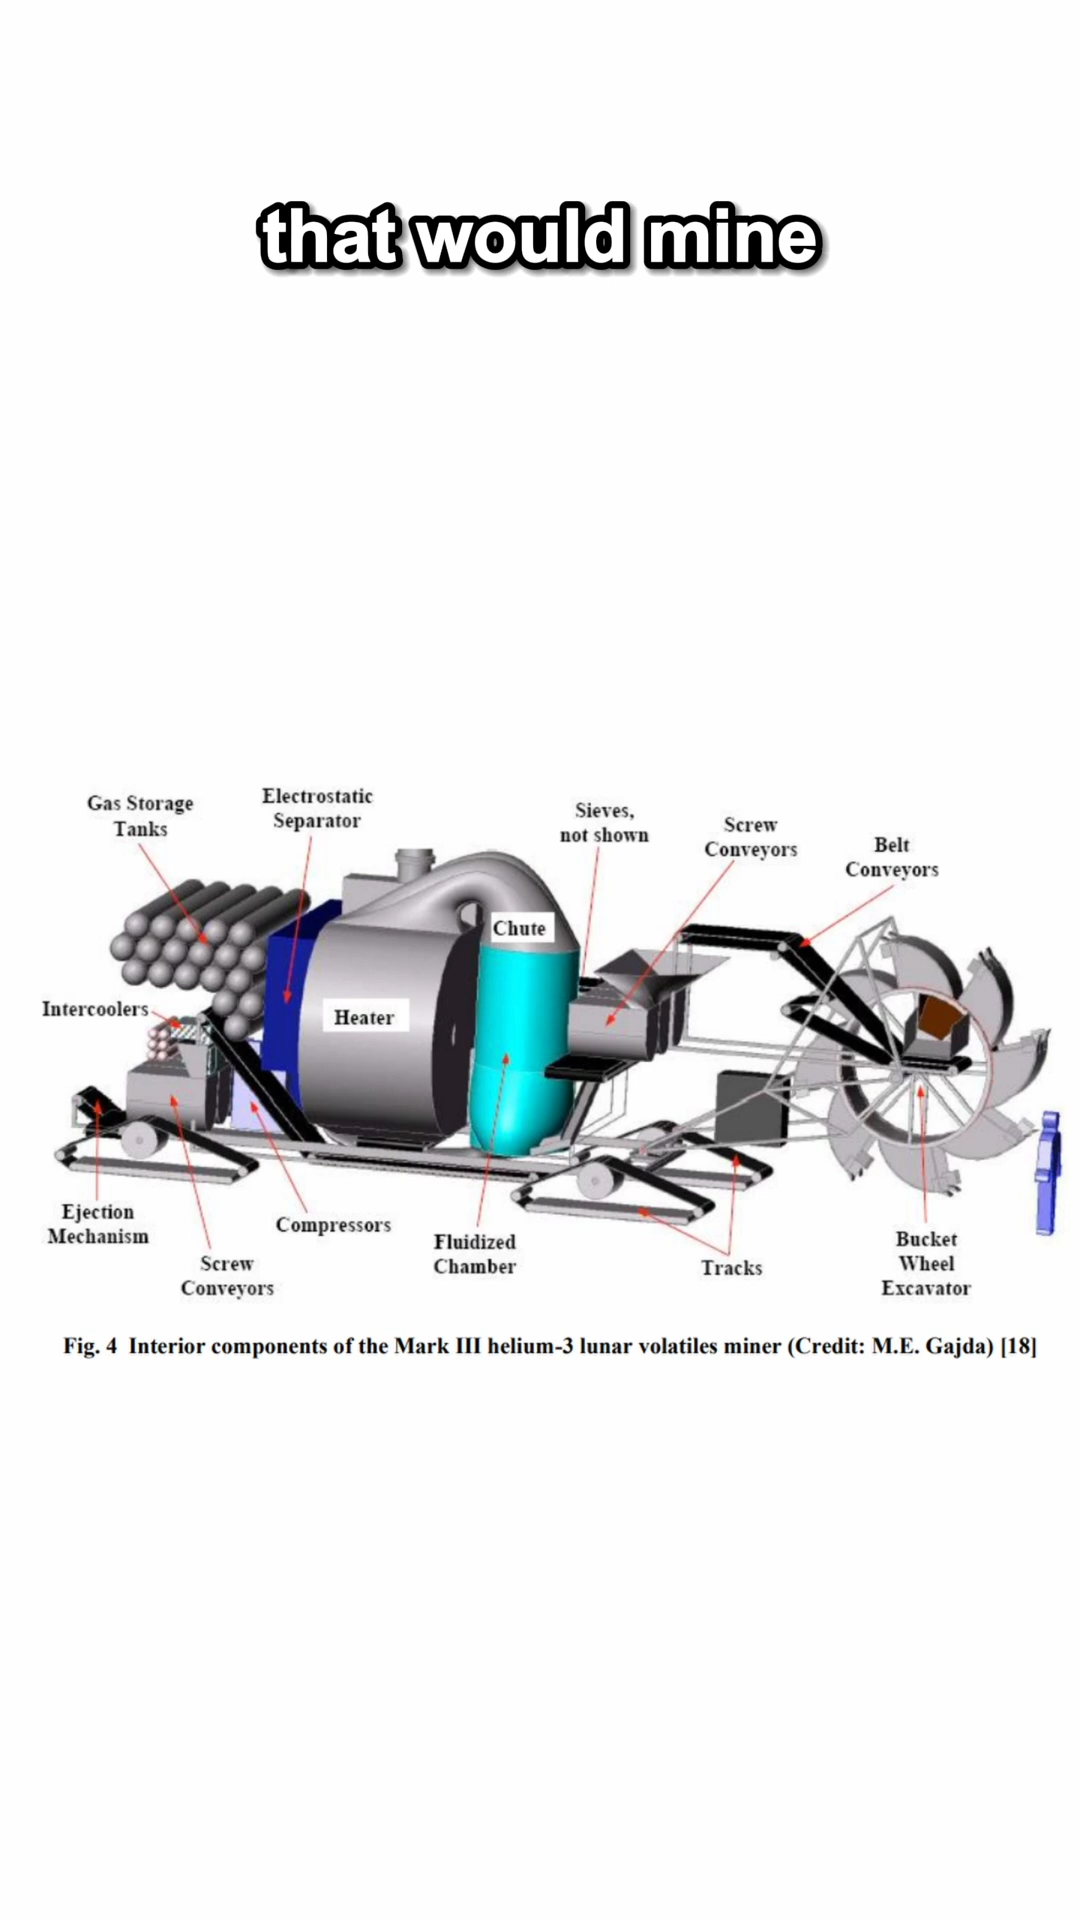 that would mine
Gas Storage
Tanks
Electrostatic
Separator
Sieves,
not shown
Screw
Conveyors
Belt
Conveyors
Chute
Intercoolers
Heater
Ejection
Mechanism
Screw
Conveyors
Compressors
Fluidized
Chamber
Tracks
Bucket
Wheel
Excavator
Fig. 4 Interior components of the Mark III helium-3 lunar volatiles miner (Credit: M.E. Gajda) [18]